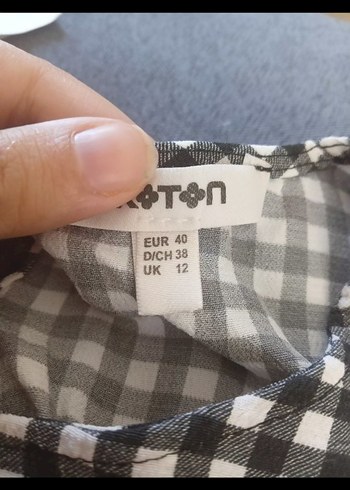 KOTON
EUR 40
D/CH 38
UK 12